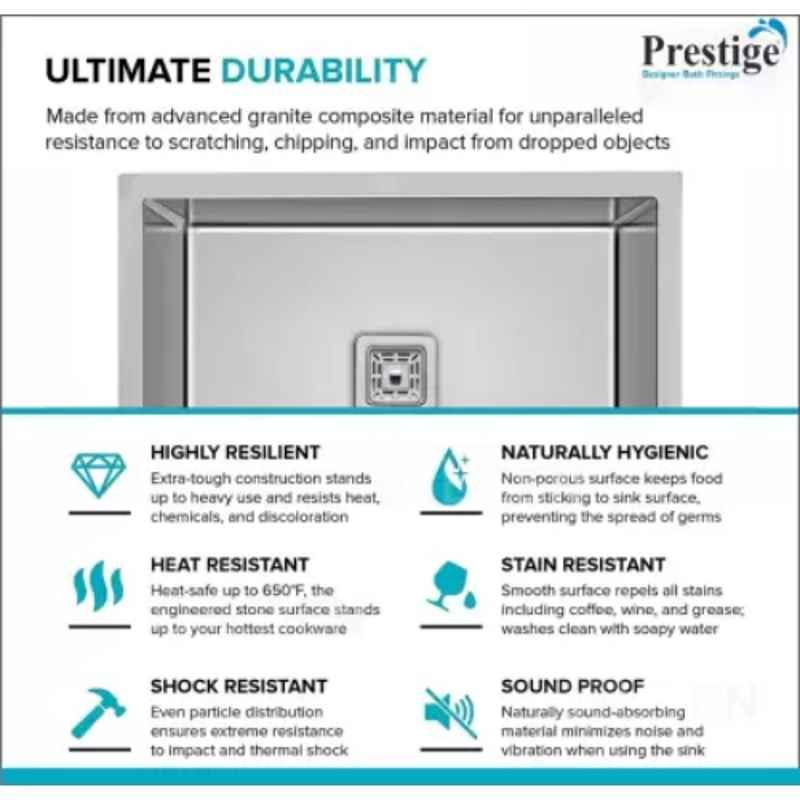 Prestige
Designer Bath Fittings
ULTIMATE DURABILITY
Made from advanced granite composite material for unparalleled
resistance to scratching, chipping, and impact from dropped objects
HIGHLY RESILIENT
Extra-tough construction stands
up to heavy use and resists heat,
chemicals, and discoloration
NATURALLY HYGIENIC
Non-porous surface keeps food
from sticking to sink surface,
preventing the spread of germs
HEAT RESISTANT
Heat-safe up to 650°F, the
engineered stone surface stands
up to your hottest cookware
STAIN RESISTANT
Smooth surface repels all stains
including coffee, wine, and grease;
washes clean with soapy water
SHOCK RESISTANT
Even particle distribution
ensures extreme resistance
to impact and thermal shock
SOUND PROOF
Naturally sound-absorbing
material minimizes noise and
vibration when using the sink